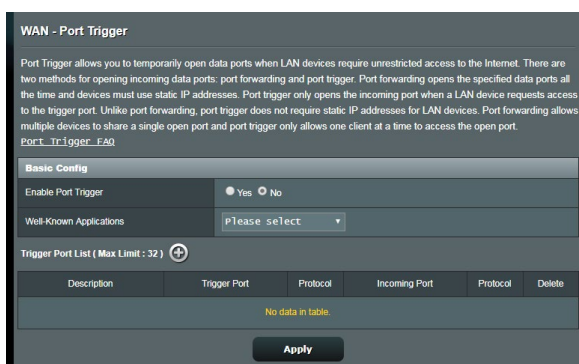 WAN - Port Trigger
Port Trigger allows you to temporarily open data ports when LAN devices require unrestricted access to the Internet. There are
two methods for opening incoming data ports: port forwarding and port trigger. Port forwarding opens the specified data ports all
the time and devices must use static IP addresses. Port trigger only opens the incoming port when a LAN device requests access
to the trigger port. Unlike port forwarding, port trigger does not require static IP addresses for LAN devices. Port forwarding allows
multiple devices to share a single open port and port trigger only allows one client at a time to access the open port.
Port Trigger FAQ
Basic Config
Enable Port Trigger Yes No
Well-Known Applications Please select
Trigger Port List ( Max Limit : 32 )
Description Trigger Port Protocol Incoming Port Protocol Delete
No data in table.
Apply